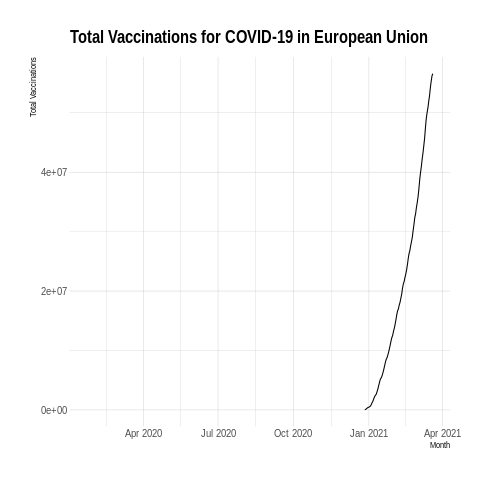 Total Vaccinations for COVID-19 in European Union
Total Vaccinations
4e+07
2e+07
0e+00
Apr 2020 Jul 2020 Oct 2020 Jan 2021 Apr 2021
Month